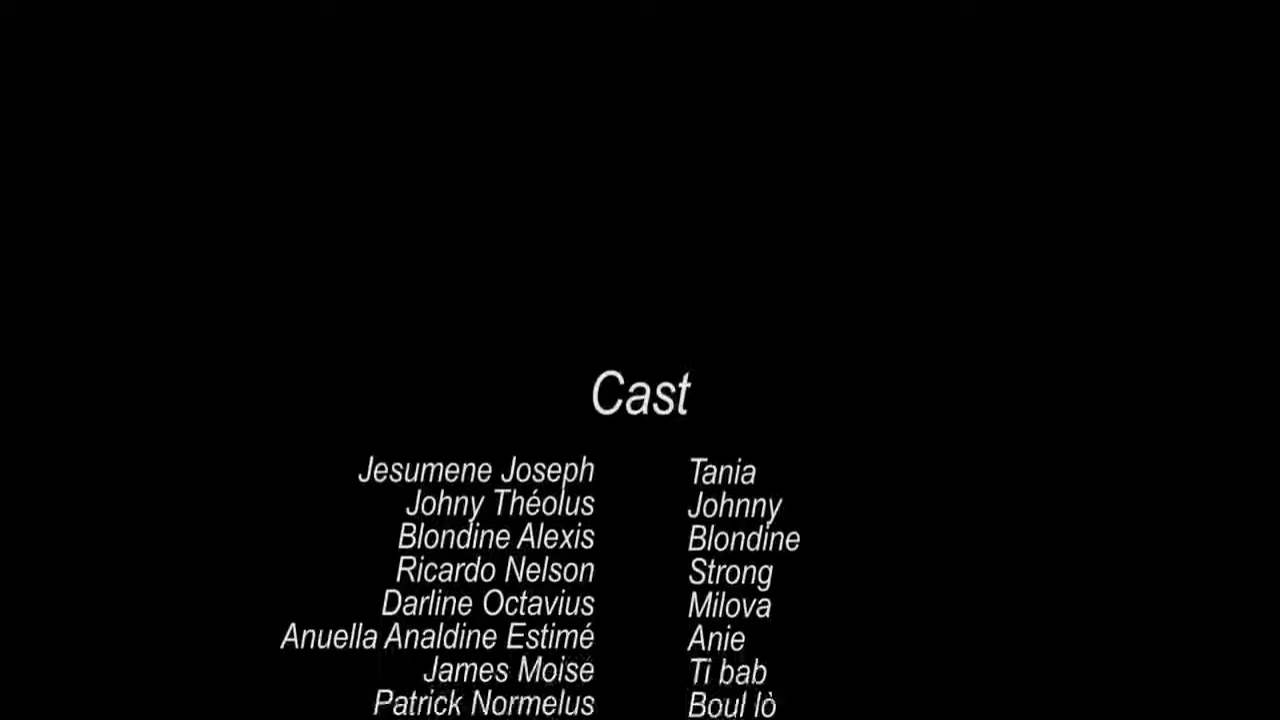 Cast
Jesumene Joseph Tania
Johny Théolus Johnny
Blondine Alexis Blondine
Ricardo Nelson Strong
Darline Octavius Milova
Anuella Analdine Estimé Anie
James Moisé Ti bab
Patrick Normelus Boul lò